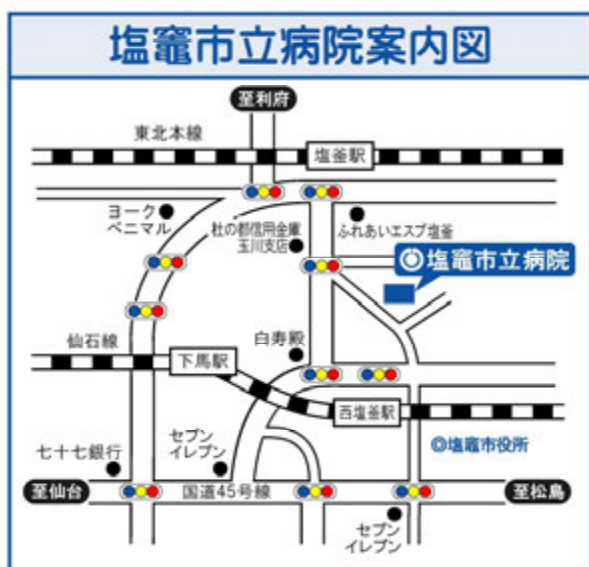 塩竈市立病院案内図
至利府
東北本線
塩釜駅
ヨーク
ベニマル
杜の都信用金庫
玉川支店
ふれあいエスプ塩釜
塩竈市立病院
仙石線
下馬駅
白寿殿
西塩釜駅
七十七銀行
セブン
イレブン
◎塩竈市役所
至仙台
国道45号線
至松島
セブン
イレブン